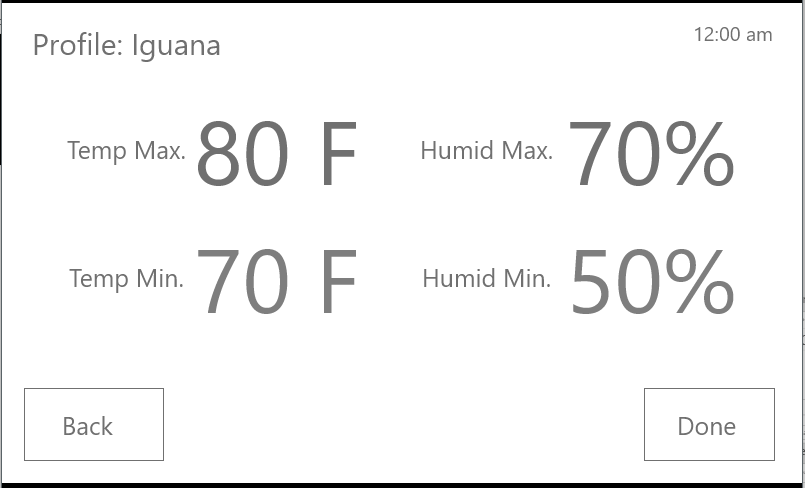 Profile: Iguana
12:00 am
Temp Max. 80 F
Humid Max. 70%
Temp Min. 70 F
Humid Min. 50%
Back
Done